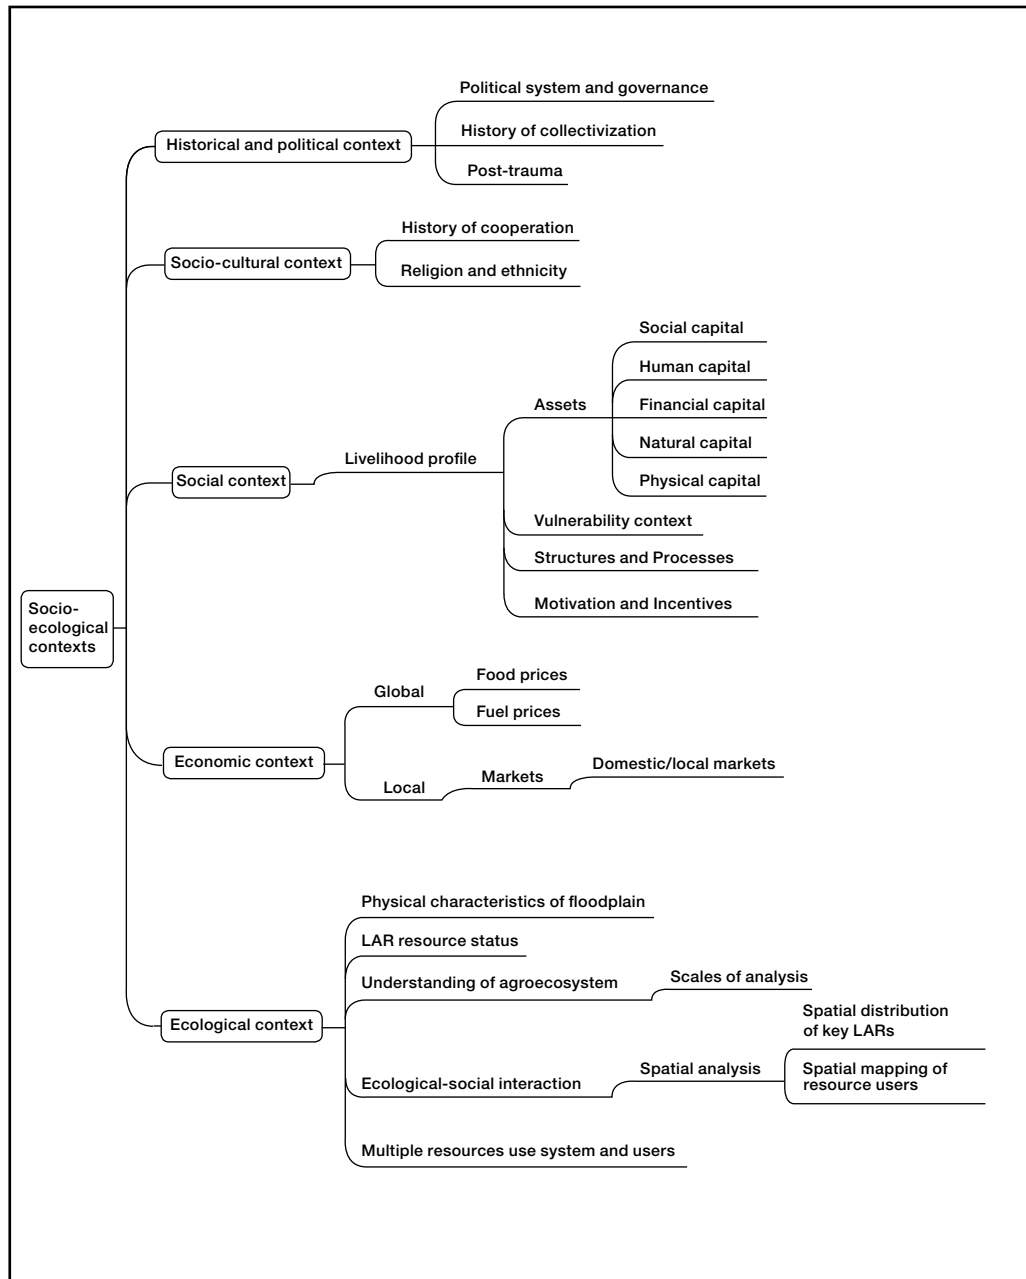 Political system and governance
History of collectivization
Historical and political context
Post-trauma
History of cooperation
Socio-cultural context
Religion and ethnicity
Social capital
Human capital
Assets
Financial capital
Natural capital
Livelihood profile
Social context
Physical capital
Vulnerability context
Structures and Processes
Motivation and Incentives
Socio-
ecological
contexts
Food prices
Global
Fuel prices
Economic context
Domestic/local markets
Markets
Local
Physical characteristics of floodplain
LAR resource status
Understanding of agroecosystem
Scales of analysis
Ecological context
Spatial distribution
of key LARs
Ecological-social interaction
Spatial analysis
Spatial mapping of
resource users
Multiple resources use system and users